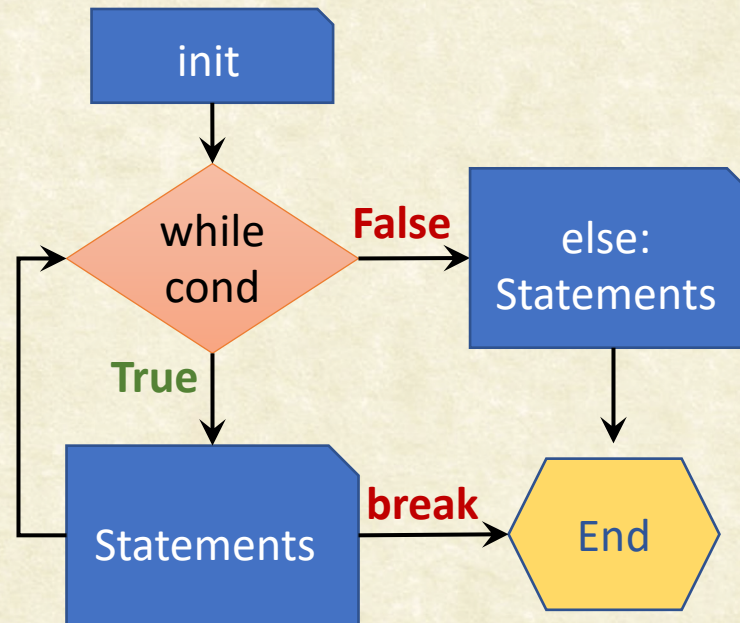 init
while
cond
False
else:
Statements
True
Statements
break
End